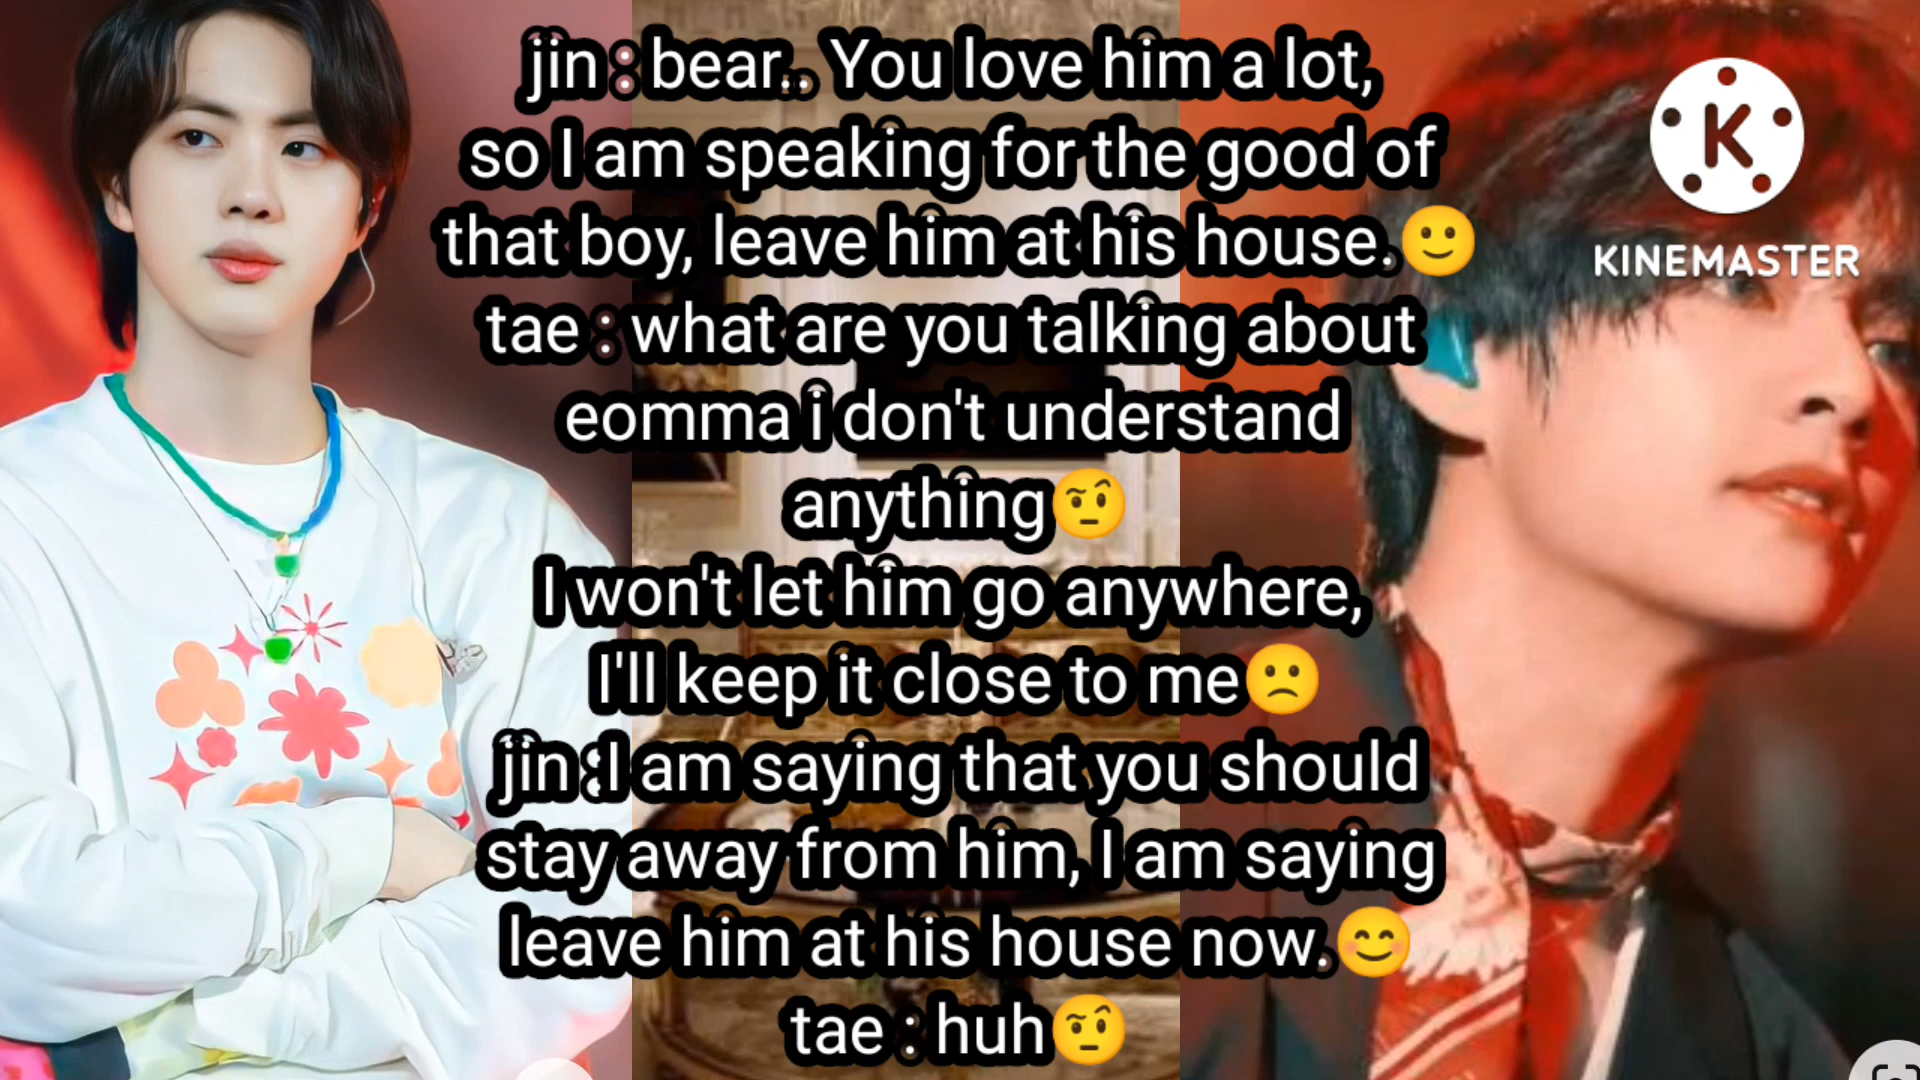 jin : bear.. You love him a lot,
so I am speaking for the good of
that boy, leave him at his house.🙂
tae : what are you talking about
eomma i don't understand
anything🤨
I won't let him go anywhere,
I'll keep it close to me🙁
jin :I am saying that you should
stay away from him, I am saying
leave him at his house now.😊
tae : huh🤨
K
KINEMASTER